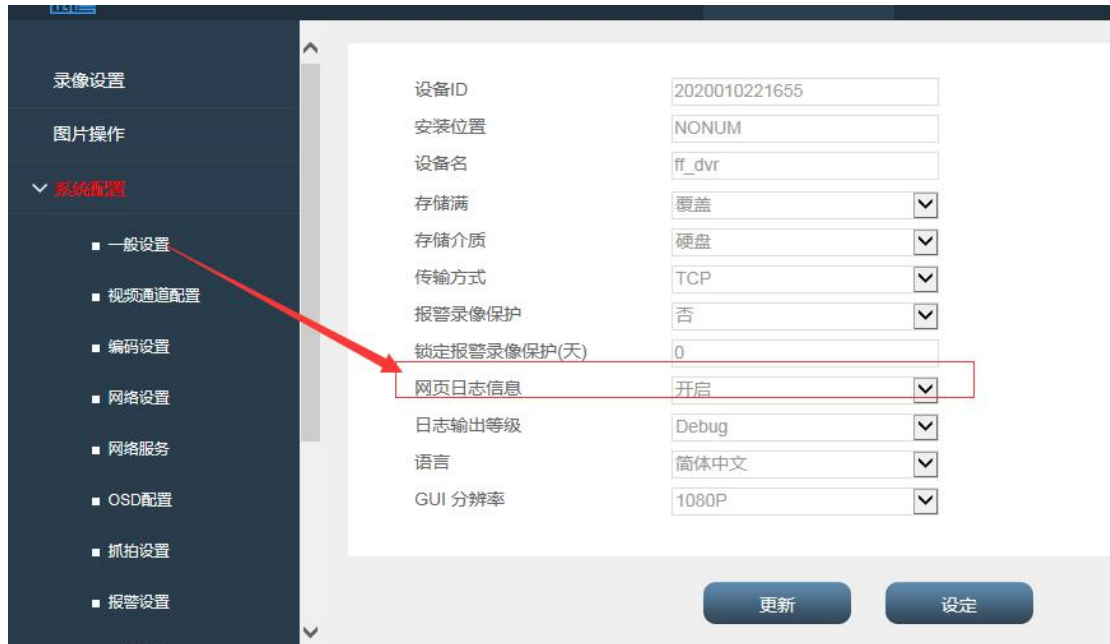 录像设置
图片操作
系统配置
一般设置
视频通道配置
编码设置
网络设置
网络服务
OSD配置
抓拍设置
报警设置
设备ID 2020010221655
安装位置 NONUM
设备名 ff_dvr
存储满 覆盖
存储介质 硬盘
传输方式 TCP
报警录像保护 否
锁定报警录像保护(天) 0
网页日志信息 开启
日志输出等级 Debug
语言 简体中文
GUI 分辨率 1080P
更新 设定